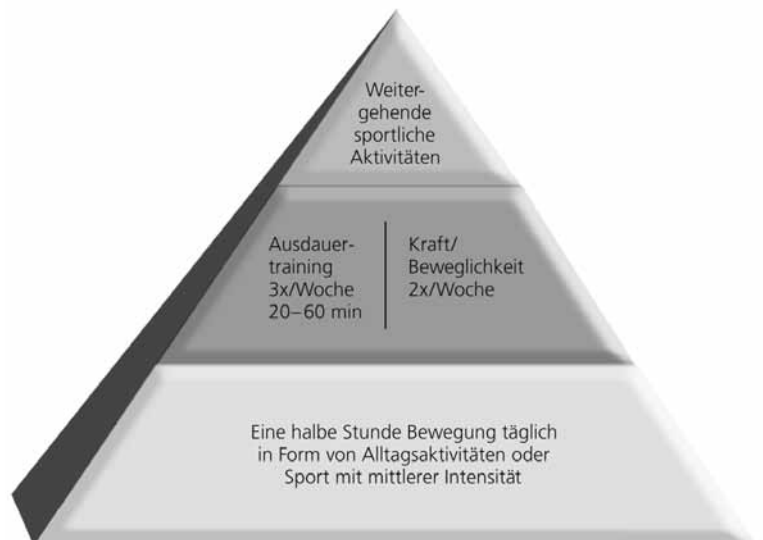 Weiter-
gehende
sportliche
Aktivitäten
Ausdauer-
training
3x/Woche
20–60 min
Kraft/
Beweglichkeit
2x/Woche
Eine halbe Stunde Bewegung täglich
in Form von Alltagsaktivitäten oder
Sport mit mittlerer Intensität